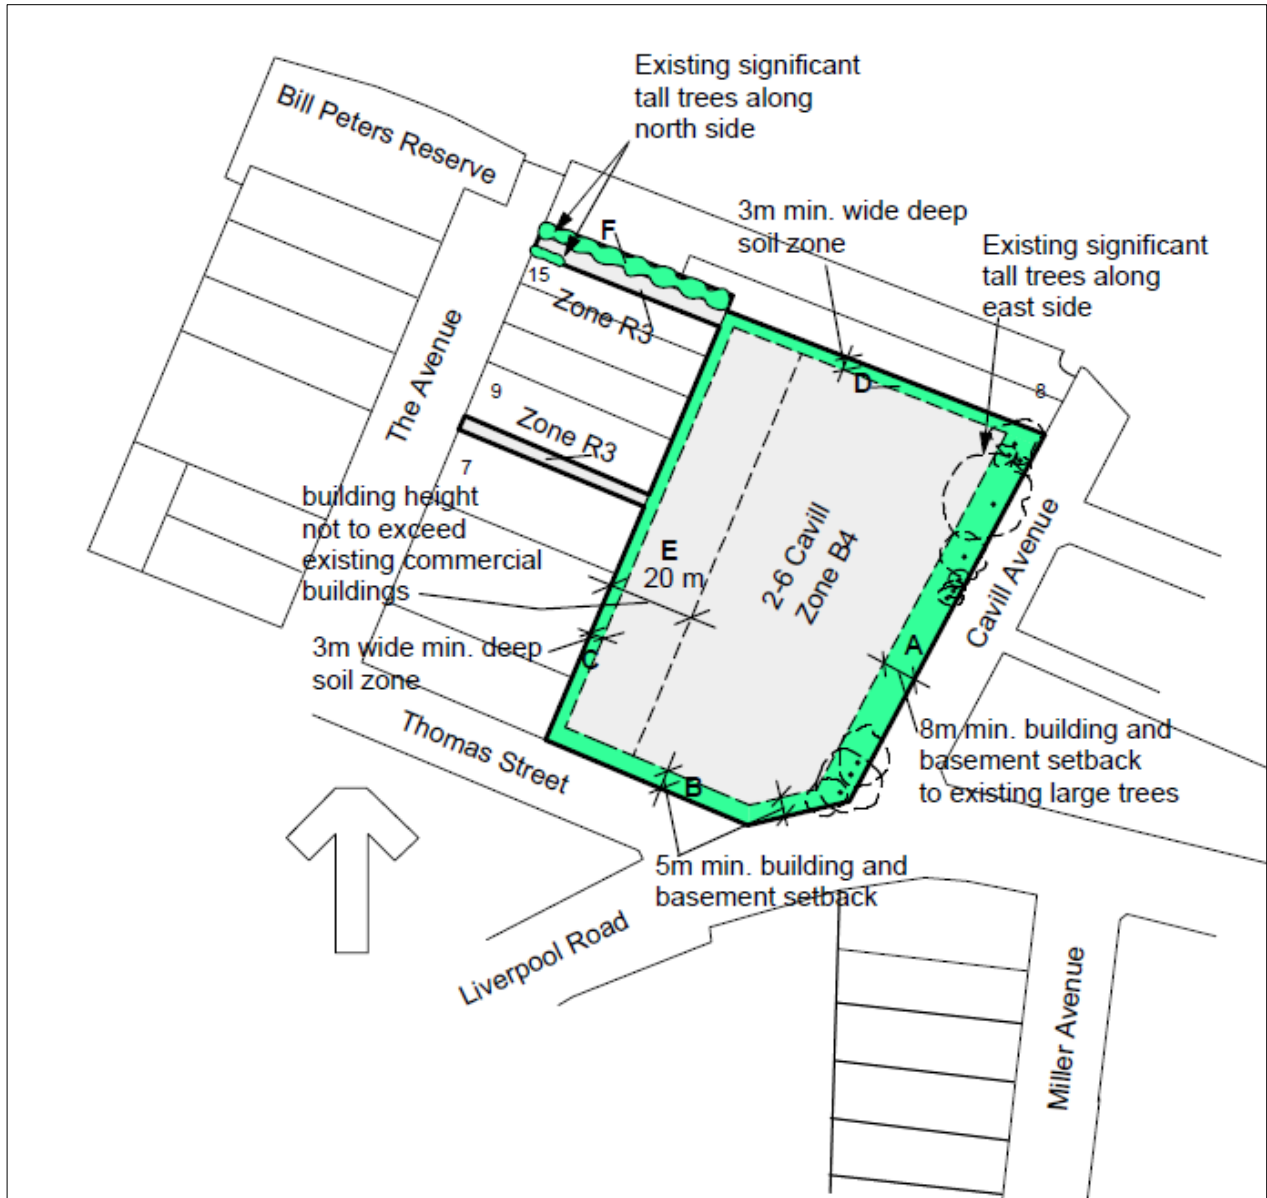 Existing significant
tall trees along
north side
Bill Peters Reserve
3m min. wide deep
soil zone
Existing significant
tall trees along
east side
F
15
Zone R3
The Avenue
D
8
9
Zone R3
7
building height
not to exceed
existing commercial
buildings
E
20 m
2-6 Cavill
Zone B4
Cavill Avenue
3m wide min. deep
soil zone
C
A
8m min. building and
basement setback
to existing large trees
Thomas Street
B
5m min. building and
basement setback
Liverpool Road
Miller Avenue